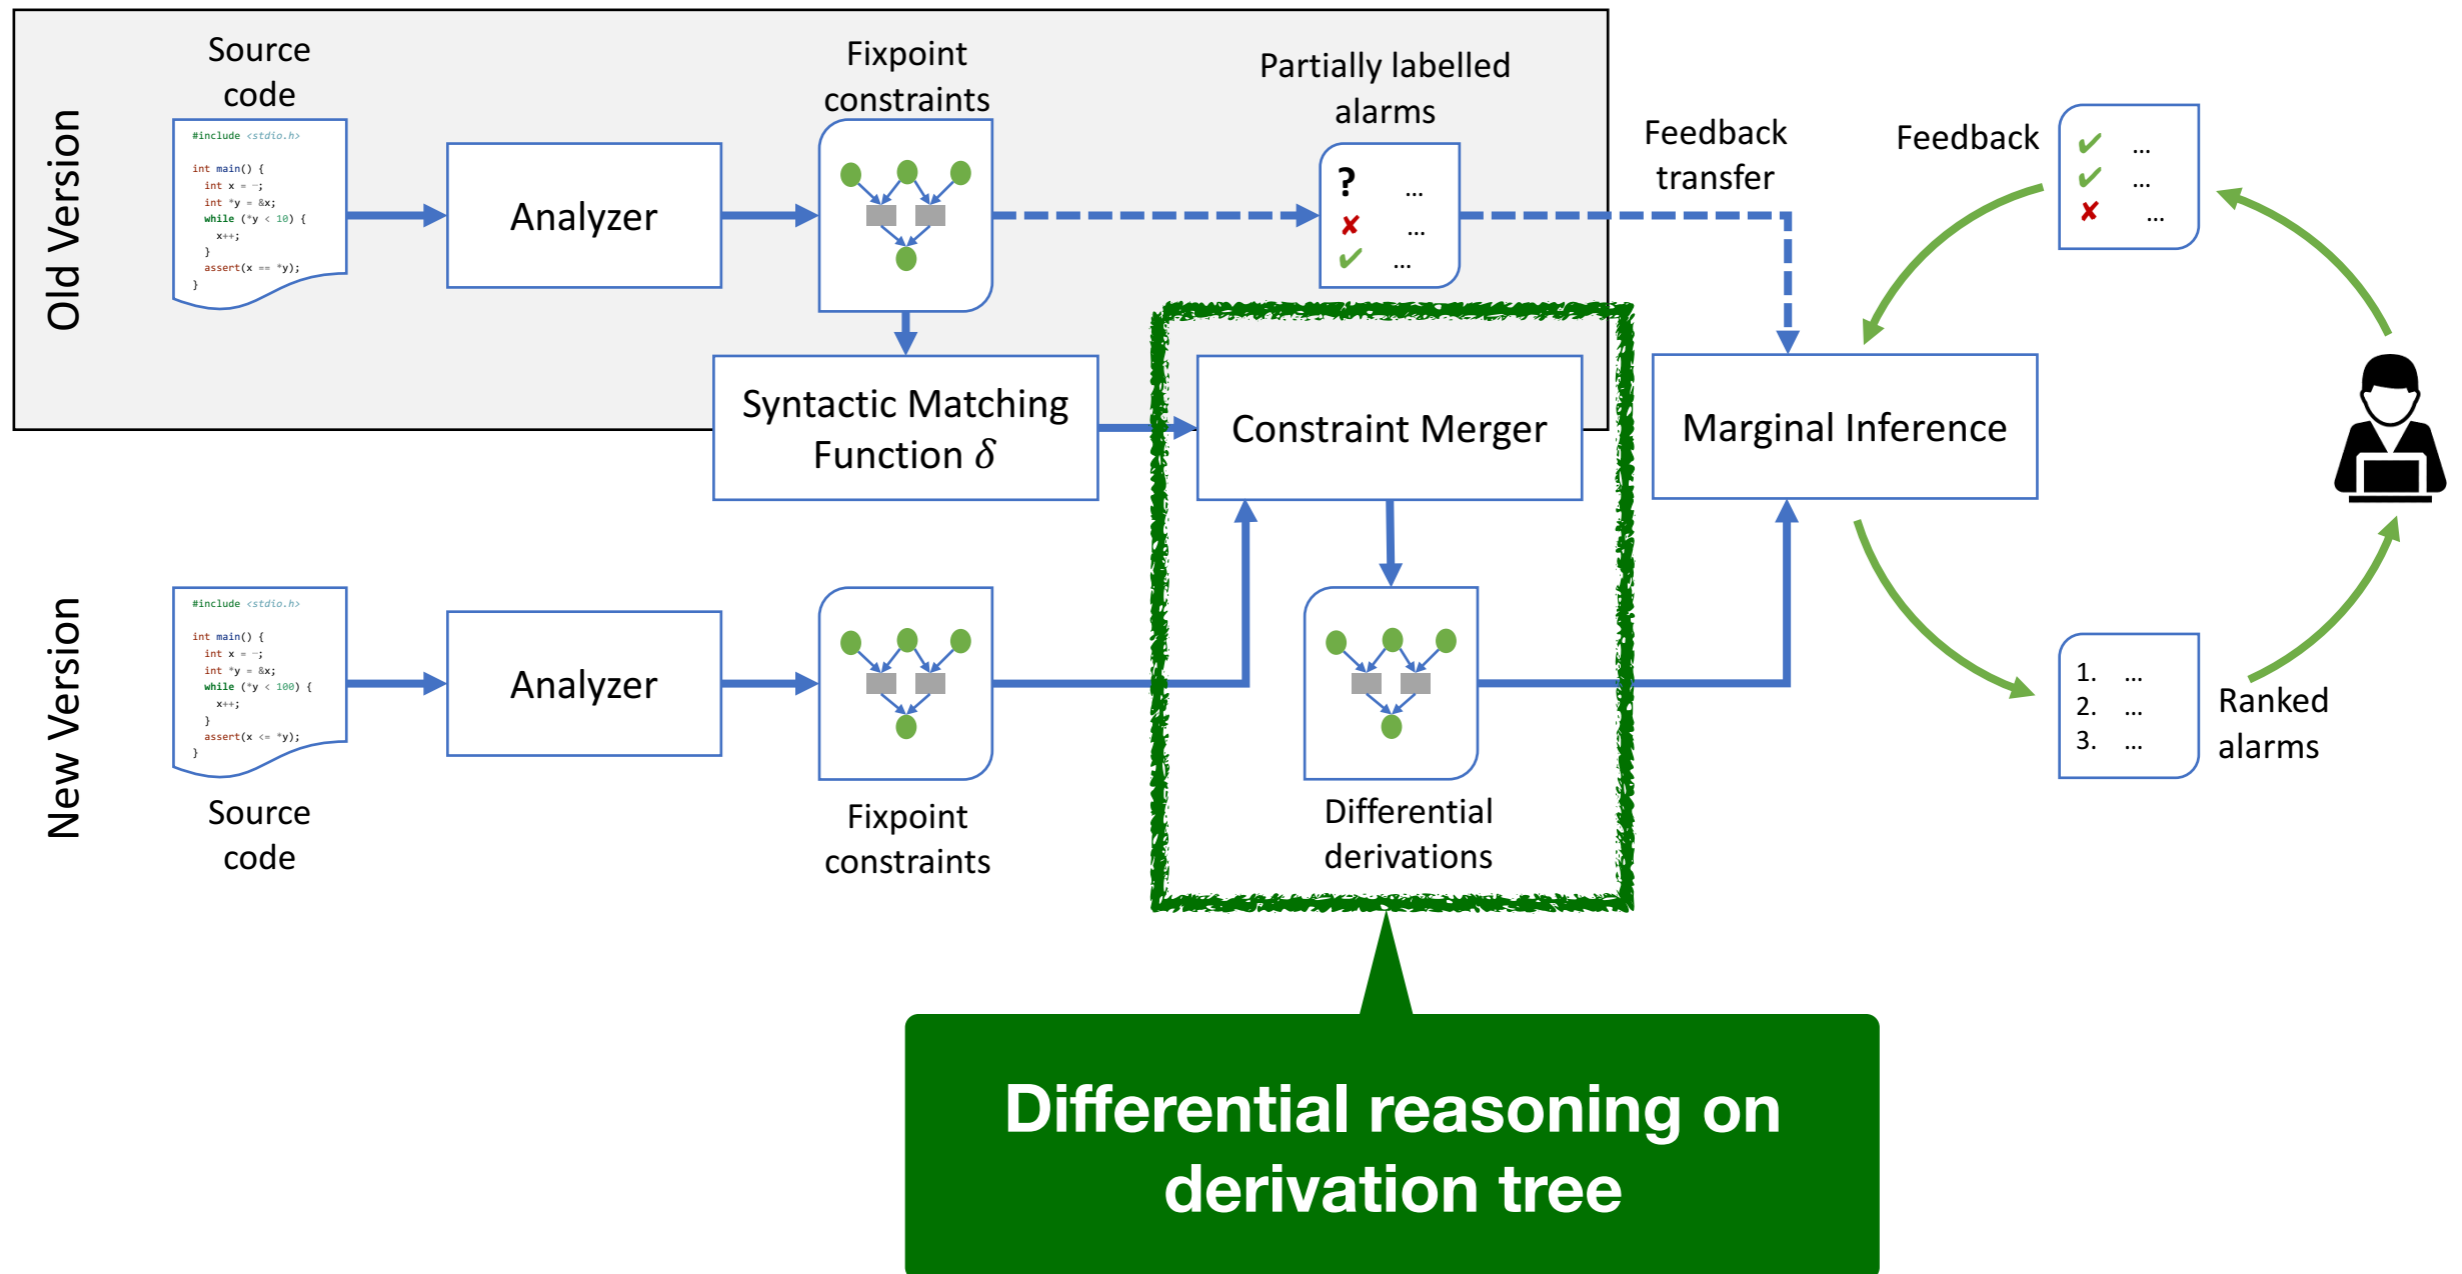 Old Version
Source
code
#include <stdio.h>
int main() {
int x = ~;
int *y = &x;
while (*y < 10) {
x++;
}
assert(x == *y);
}
Analyzer
Fixpoint
constraints
Partially labelled
alarms
? ...
✘ ...
✔ ...
Feedback
transfer
Feedback
✔ ...
✔ ...
✘ ...
Syntactic Matching
Function δ
Constraint Merger
Marginal Inference
New Version
#include <stdio.h>
int main() {
int x = ~;
int *y = &x;
while (*y < 100) {
x++;
}
assert(x <= *y);
}
Source
code
Analyzer
Fixpoint
constraints
Differential
derivations
1. ...
2. ...
3. ...
Ranked
alarms
Differential reasoning on
derivation tree